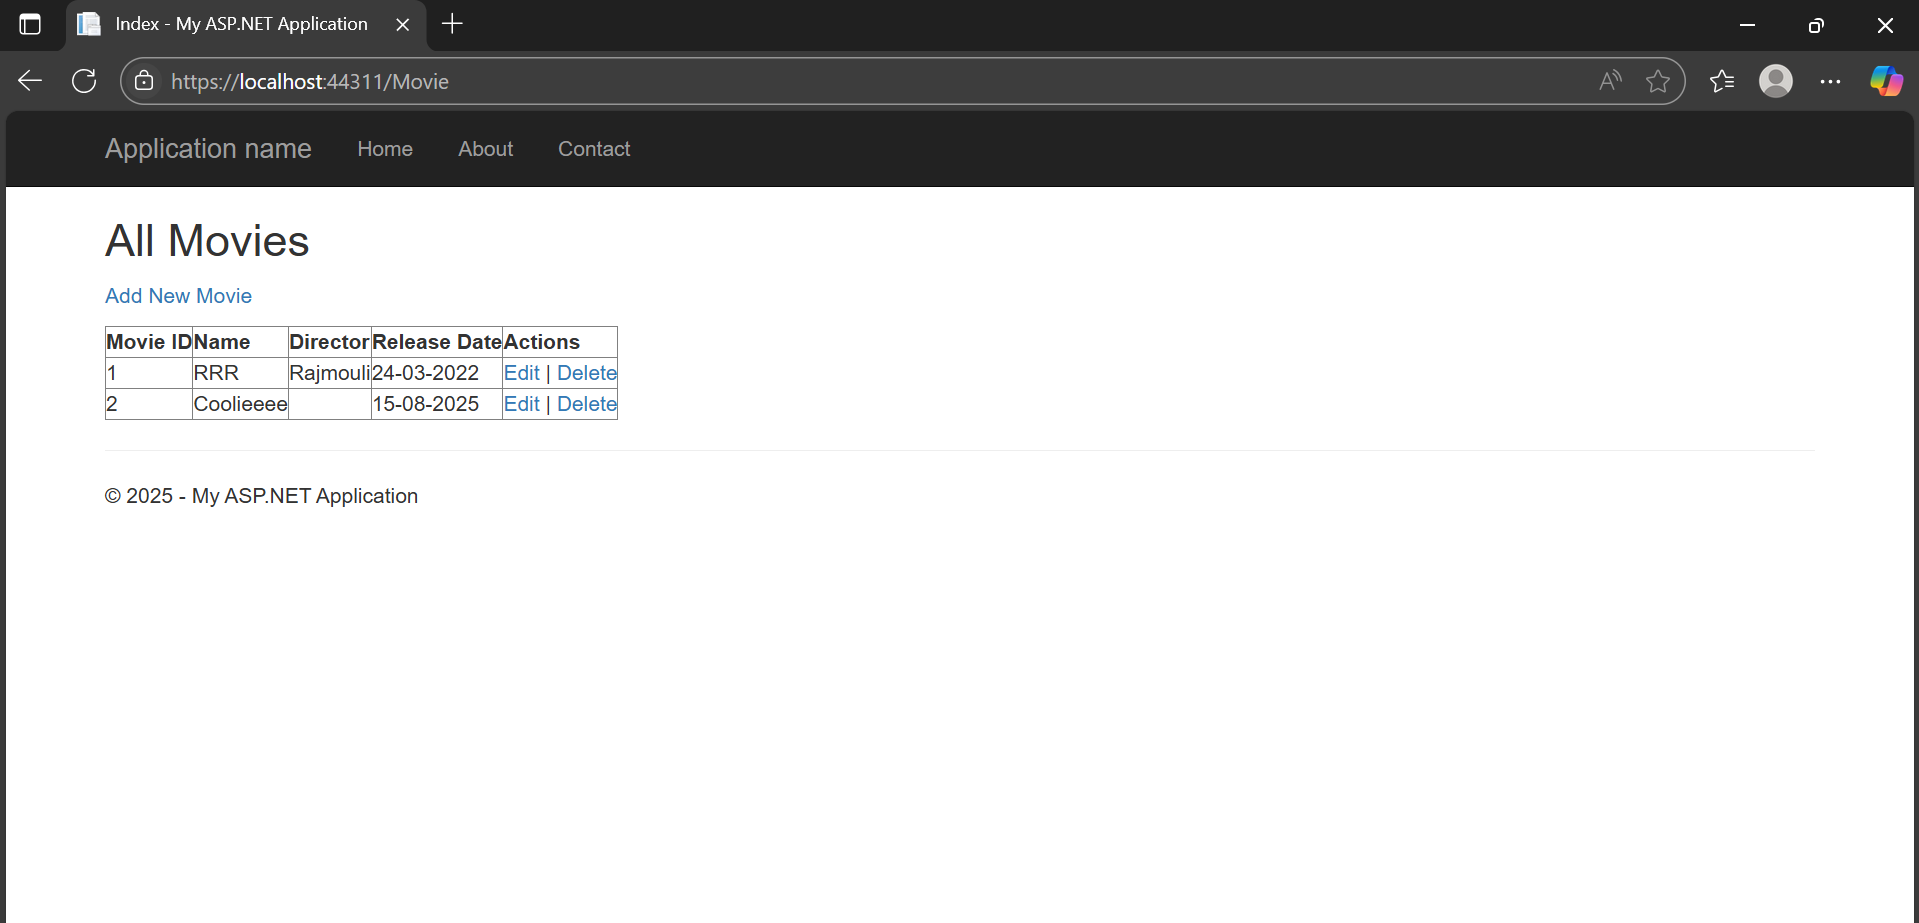 Index - My ASP.NET Application
https://localhost:44311/Movie
Application name Home About Contact
All Movies
Add New Movie
Movie ID Name Director Release Date Actions
1 RRR Rajmouli 24-03-2022 Edit | Delete
2 Coolieeee 15-08-2025 Edit | Delete
© 2025 - My ASP.NET Application